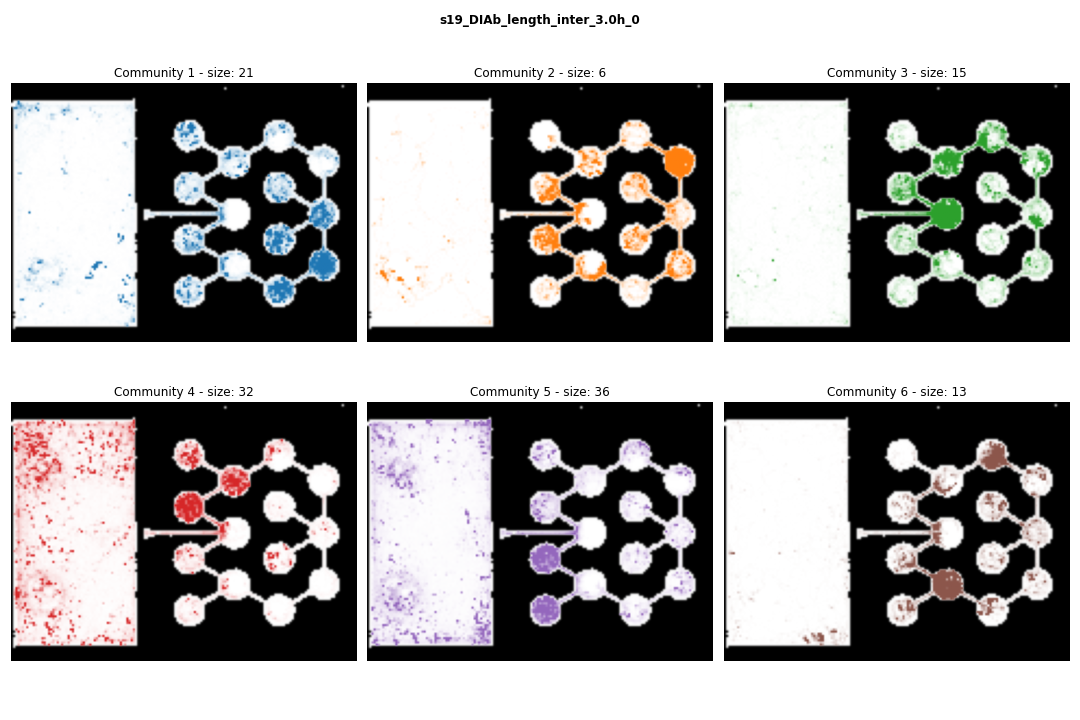 s19_DIAb_length_inter_3.0h_0
Community 1 - size: 21
Community 2 - size: 6
Community 3 - size: 15
Community 4 - size: 32
Community 5 - size: 36
Community 6 - size: 13